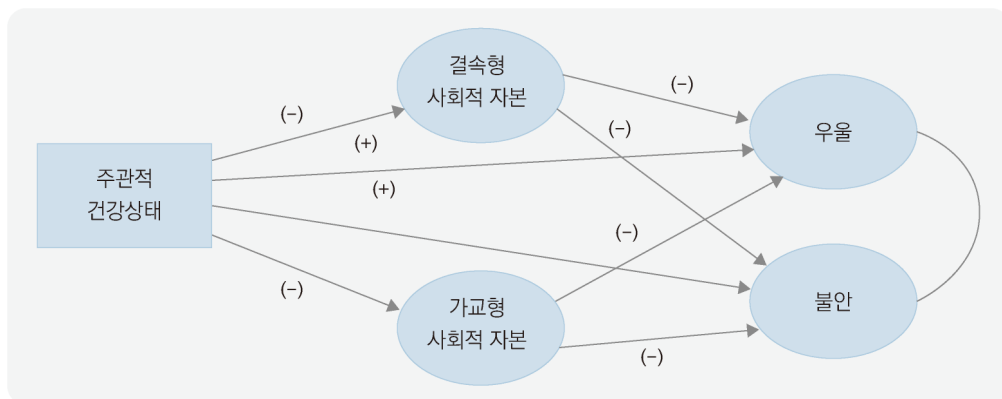 주관적
건강상태
(−)
(+)
(+)
(−)
결속형
사회적 자본
가교형
사회적 자본
(−)
(−)
(−)
(−)
우울
불안